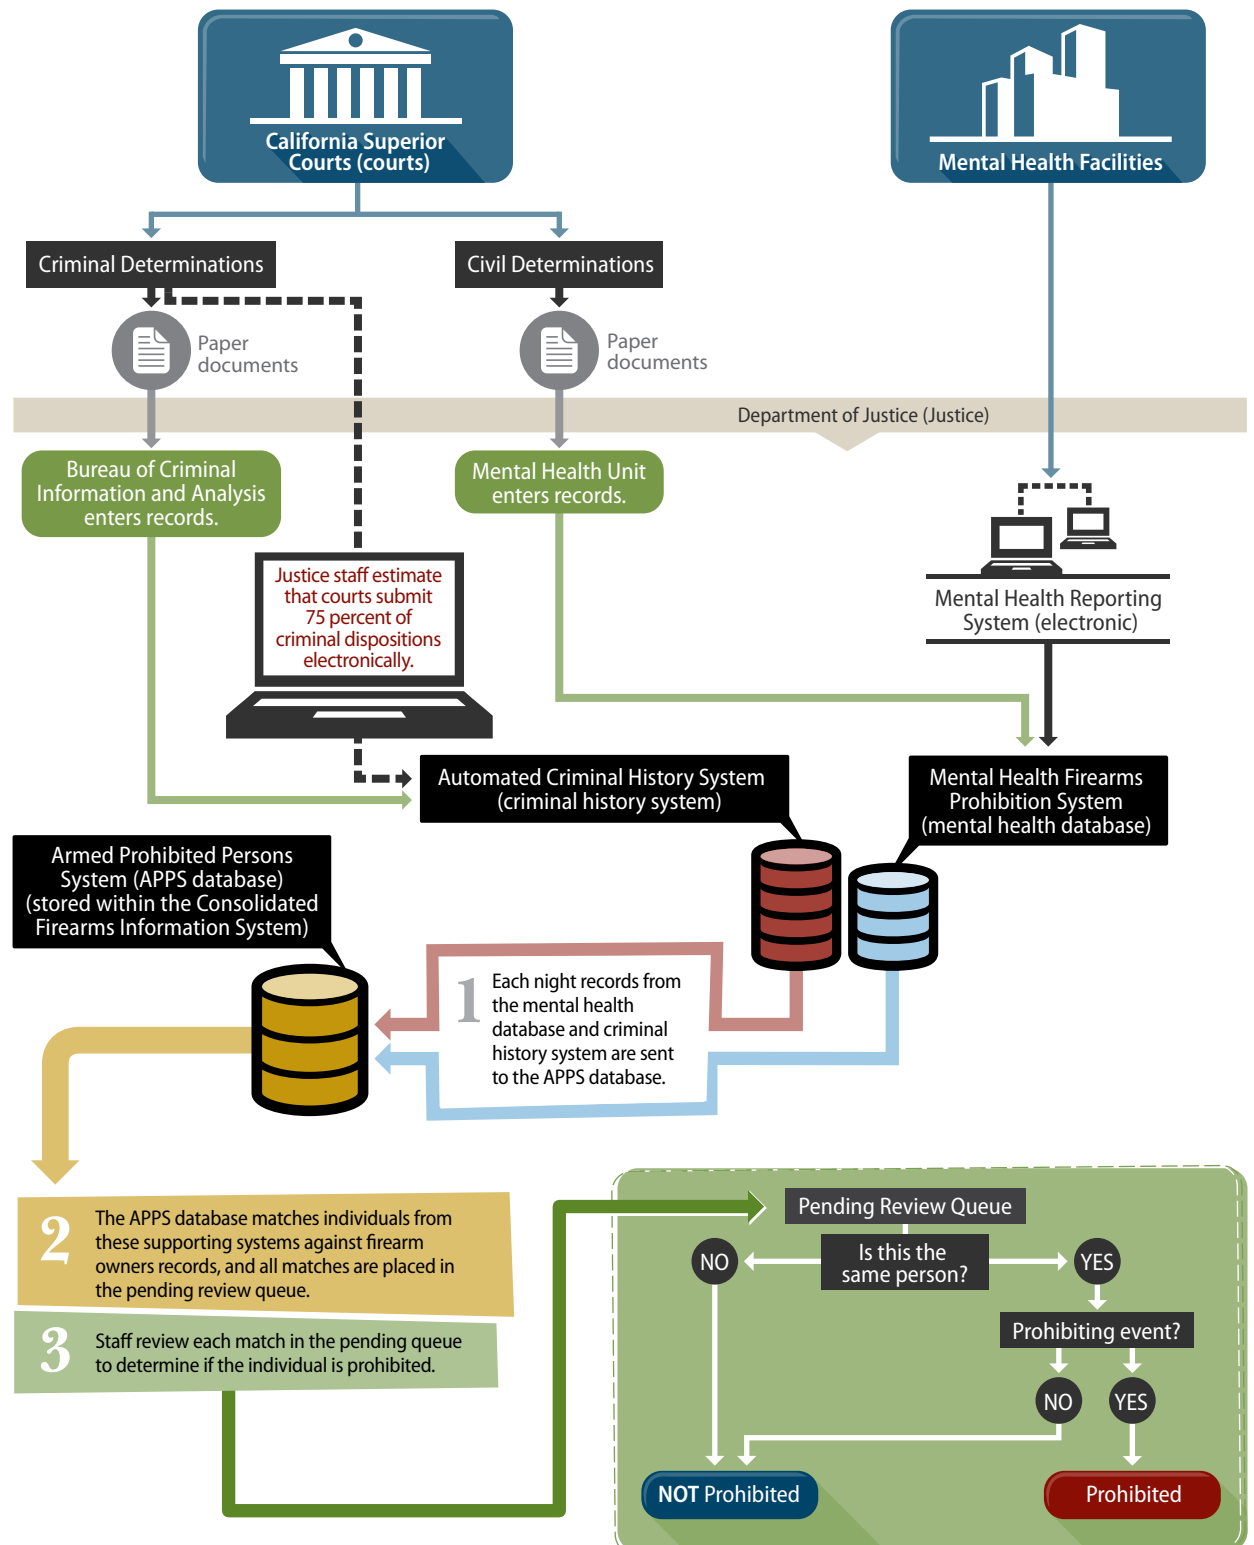 California Superior
Courts (courts)
Mental Health Facilities
Criminal Determinations
Civil Determinations
Paper
documents
Paper
documents
Department of Justice (Justice)
Bureau of Criminal
Information and Analysis
enters records.
Mental Health Unit
enters records.
Justice staff estimate
that courts submit
75 percent of
criminal dispositions
electronically.
Mental Health Reporting
System (electronic)
Automated Criminal History System
(criminal history system)
Mental Health Firearms
Prohibition System
(mental health database)
Armed Prohibited Persons
System (APPS database)
(stored within the Consolidated
Firearms Information System)
1
Each night records from
the mental health
database and criminal
history system are sent
to the APPS database.
2
The APPS database matches individuals from
these supporting systems against firearm
owners records, and all matches are placed in
the pending review queue.
3
Staff review each match in the pending queue
to determine if the individual is prohibited.
Pending Review Queue
Is this the
same person?
NO
YES
Prohibiting event?
NO
YES
NOT Prohibited
Prohibited